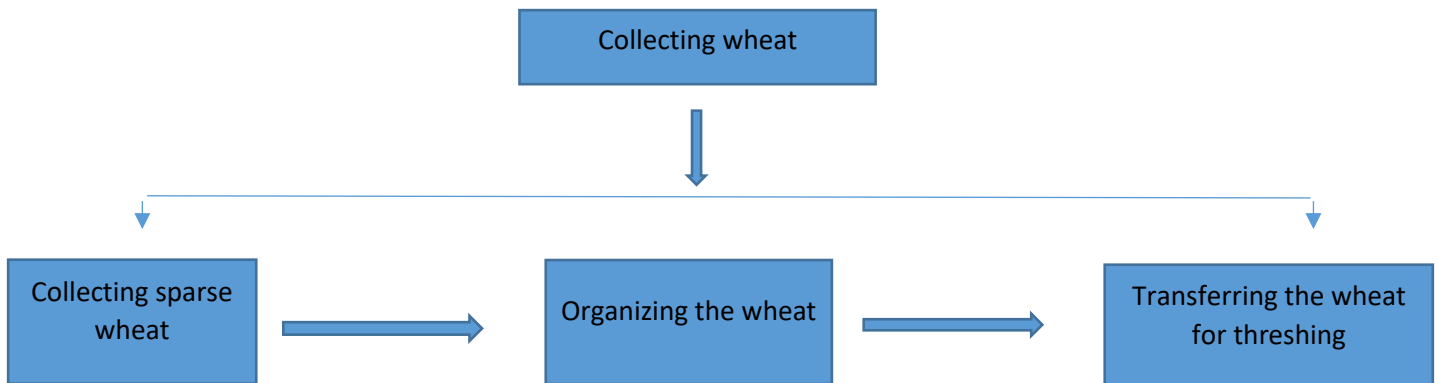 Collecting wheat
Collecting sparse
wheat
Organizing the wheat
Transferring the wheat
for threshing